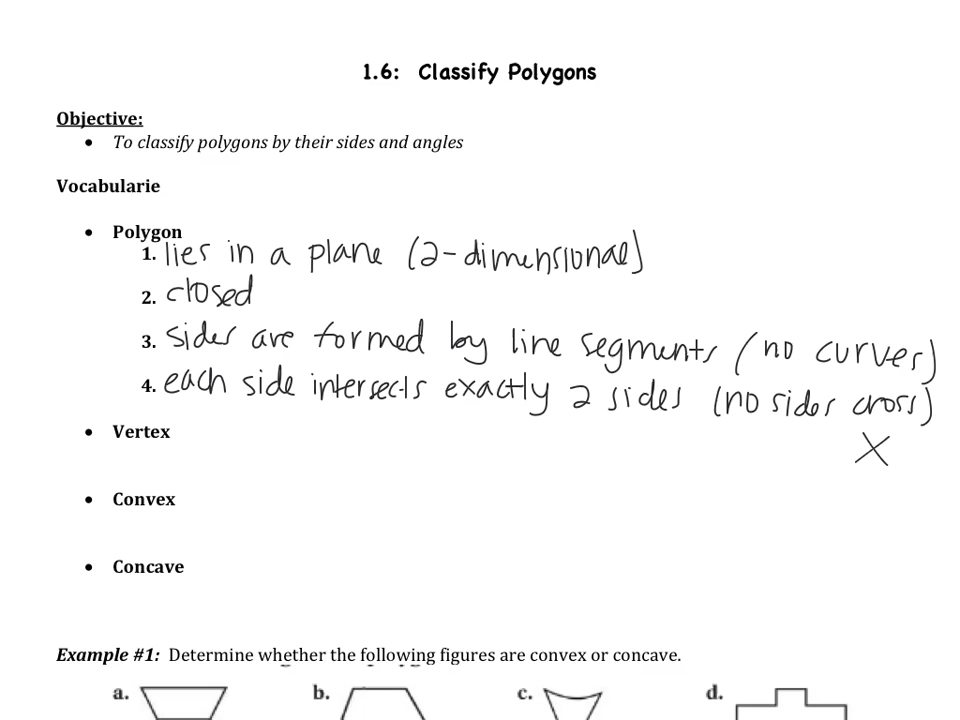 1.6: Classify Polygons
Objective:
• To classify polygons by their sides and angles
Vocabularie
• Polygon
1. lies in a plane (2-dimensional)
2. closed
3. sides are formed by line segments (no curves)
4. each side intersects exactly 2 sides (no sides cross)
• Vertex
• Convex
• Concave
Example #1: Determine whether the following figures are convex or concave.
a. b. c. d.